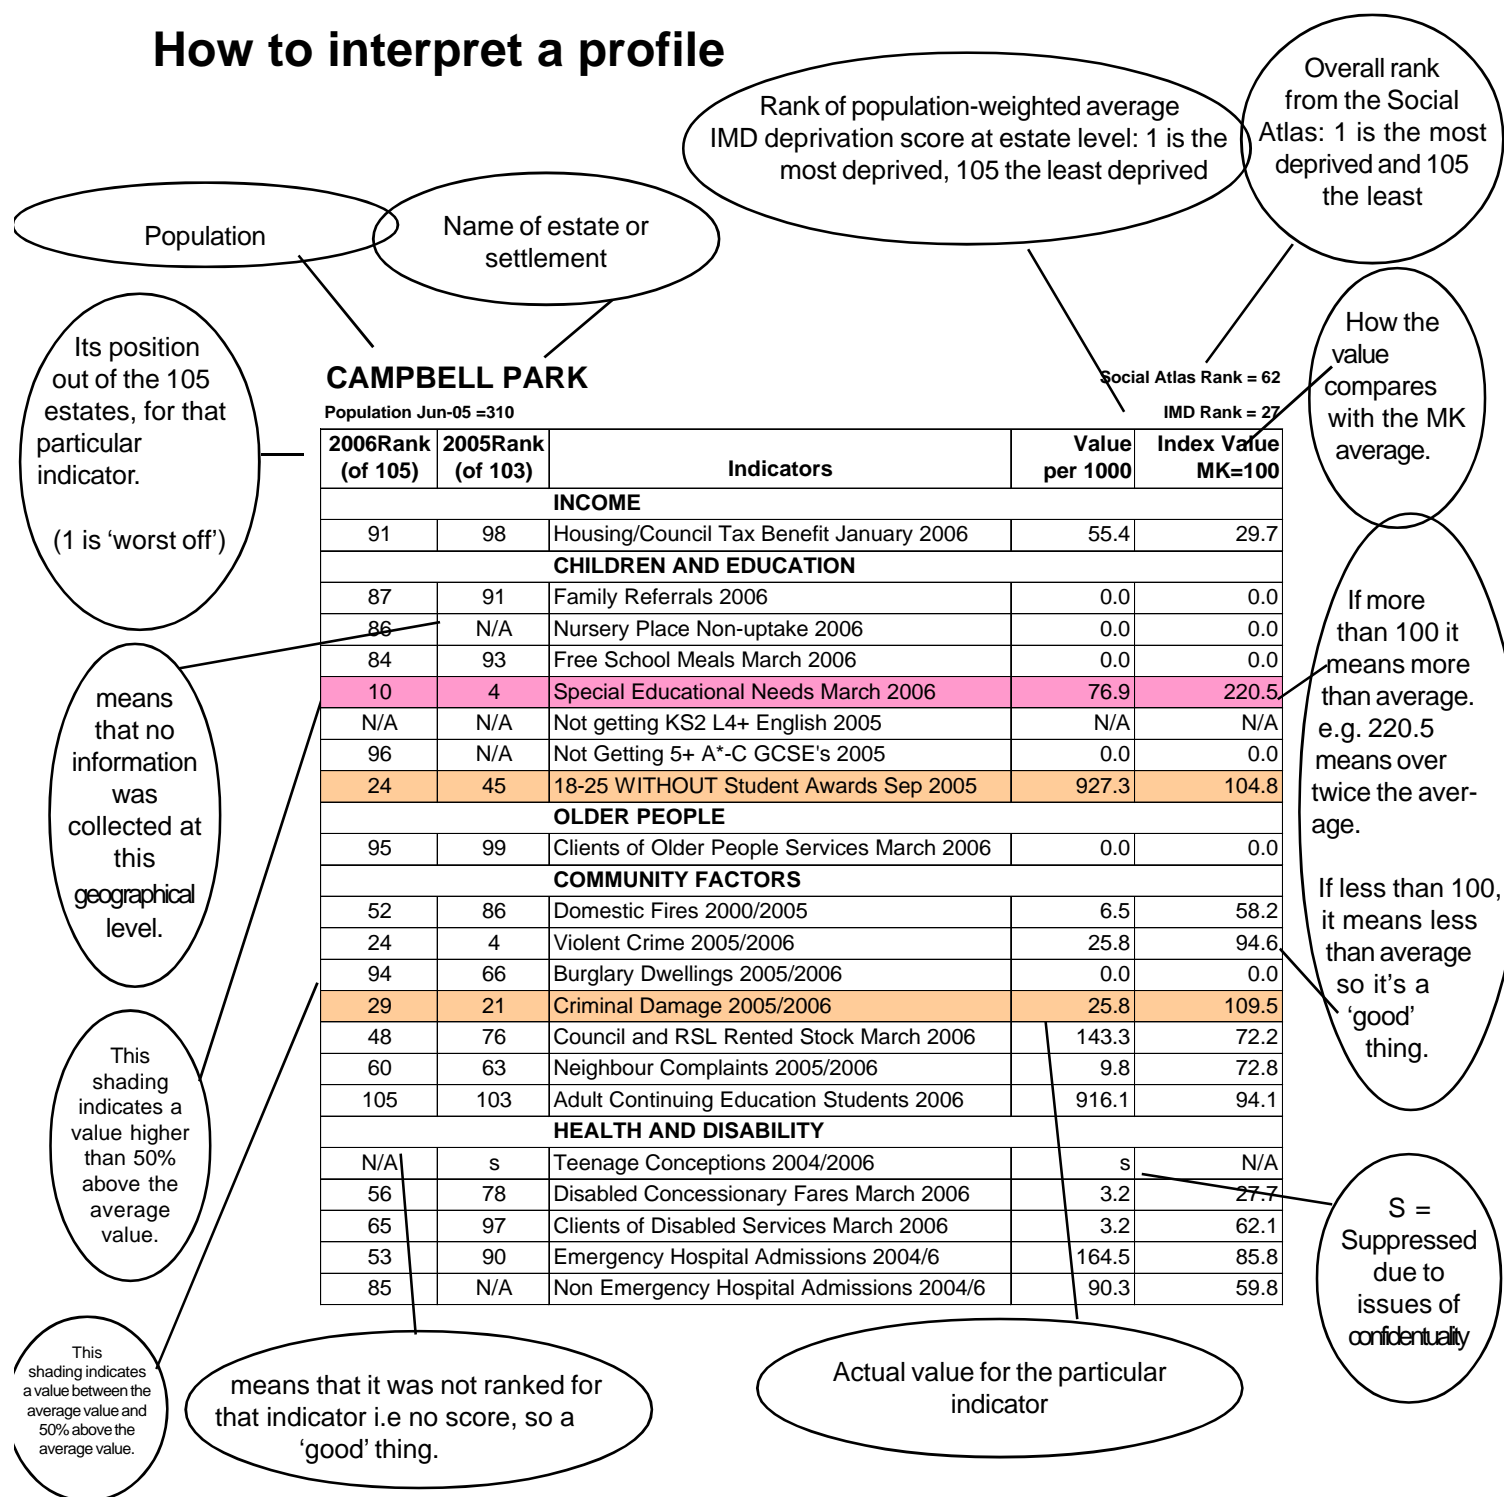 How to interpret a profile
Overall rank
from the Social
Atlas: 1 is the most
deprived and 105
the least
Rank of population-weighted average
IMD deprivation score at estate level: 1 is the
most deprived, 105 the least deprived
Population
Name of estate or
settlement
Its position
out of the 105
estates, for that
particular
indicator.
(1 is ‘worst off’)
How the
value
compares
with the MK
average.
CAMPBELL PARK
Social Atlas Rank = 62
Population Jun-05 =310
IMD Rank = 27
2006Rank 2005Rank Value Index Value
(of 105) (of 103) Indicators per 1000 MK=100
INCOME
91 98 Housing/Council Tax Benefit January 2006 55.4 29.7
CHILDREN AND EDUCATION
87 91 Family Referrals 2006 0.0 0.0
86 N/A Nursery Place Non-uptake 2006 0.0 0.0
84 93 Free School Meals March 2006 0.0 0.0
10 4 Special Educational Needs March 2006 76.9 220.5
N/A N/A Not getting KS2 L4+ English 2005 N/A N/A
96 N/A Not Getting 5+ A*-C GCSE's 2005 0.0 0.0
24 45 18-25 WITHOUT Student Awards Sep 2005 927.3 104.8
OLDER PEOPLE
95 99 Clients of Older People Services March 2006 0.0 0.0
COMMUNITY FACTORS
52 86 Domestic Fires 2000/2005 6.5 58.2
24 4 Violent Crime 2005/2006 25.8 94.6
94 66 Burglary Dwellings 2005/2006 0.0 0.0
29 21 Criminal Damage 2005/2006 25.8 109.5
48 76 Council and RSL Rented Stock March 2006 143.3 72.2
60 63 Neighbour Complaints 2005/2006 9.8 72.8
105 103 Adult Continuing Education Students 2006 916.1 94.1
HEALTH AND DISABILITY
N/A s Teenage Conceptions 2004/2006 s N/A
56 78 Disabled Concessionary Fares March 2006 3.2 27.7
65 97 Clients of Disabled Services March 2006 3.2 62.1
53 90 Emergency Hospital Admissions 2004/6 164.5 85.8
85 N/A Non Emergency Hospital Admissions 2004/6 90.3 59.8
means
that no
information
was
collected at
this
geographical
level.
If more
than 100 it
means more
than average.
e.g. 220.5
means over
twice the aver-
age.
If less than 100,
it means less
than average
so it’s a
‘good’
thing.
This
shading
indicates a
value higher
than 50%
above the
average
value.
S =
Suppressed
due to
issues of
confidentuality
This
shading indicates
a value between the
average value and
50% above the
average value.
means that it was not ranked for
that indicator i.e no score, so a
‘good’ thing.
Actual value for the particular
indicator